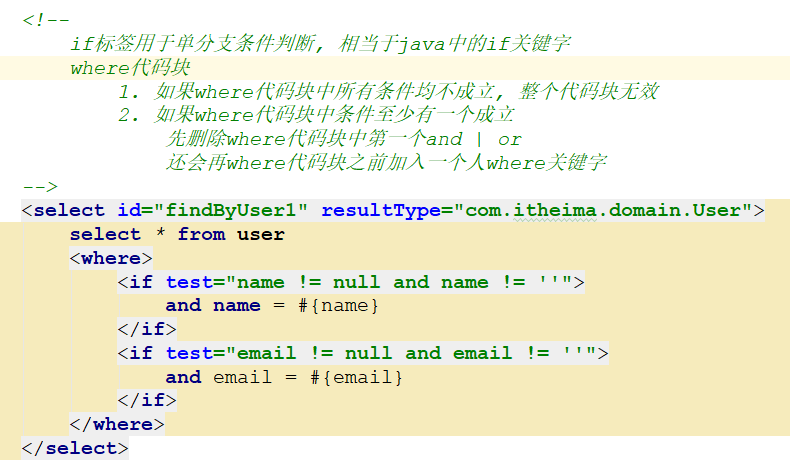 <!--
if标签用于单分支条件判断, 相当于java中的if关键字
where代码块
1. 如果where代码块中所有条件均不成立, 整个代码块无效
2. 如果where代码块中条件至少有一个成立
先删除where代码块中第一个and | or
还会再where代码块之前加入一个人where关键字
-->
<select id="findByUser1" resultType="com.itheima.domain.User">
select * from user
<where>
<if test="name != null and name != ''">
and name = #{name}
</if>
<if test="email != null and email != ''">
and email = #{email}
</if>
</where>
</select>